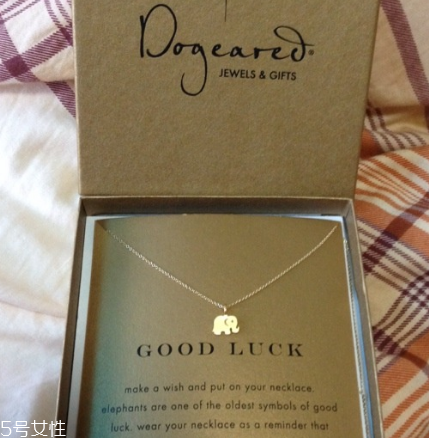 Dogeared®
JEWELS & GIFTS
GOOD LUCK
make a wish and put on your necklace.
elephants are one of the oldest symbols of good
luck. wear your necklace as a reminder that
5号女性